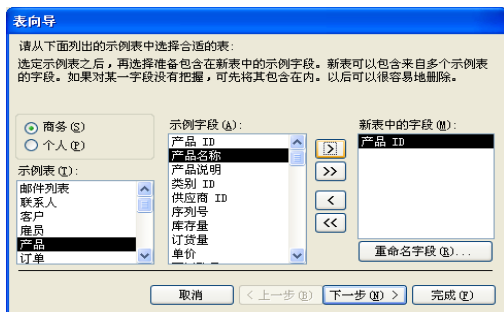 表向导
请从下面列出的示例表中选择合适的表:
选定示例表之后，再选择准备包含在新表中的示例字段。新表可以包含来自多个示例表
的字段。如果对某一字段没有把握，可先将其包含在内。以后可以很容易地删除。
商务(S)
个人(P)
示例表(T):
邮件列表
联系人
客户
雇员
产品
订单
示例字段(A):
产品 ID
产品名称
产品说明
类别 ID
供应商 ID
序列号
库存量
订货量
单价
>
>>
<
<<
新表中的字段(M):
产品 ID
重命名字段(R)...
取消
< 上一步(B)
下一步(N) >
完成(F)